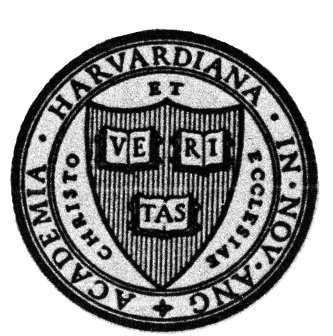 ACADEMIA · HARVARDIANA · IN · NOV · ANG
CHRISTO ET ECCLESIAE
VE RI
TAS